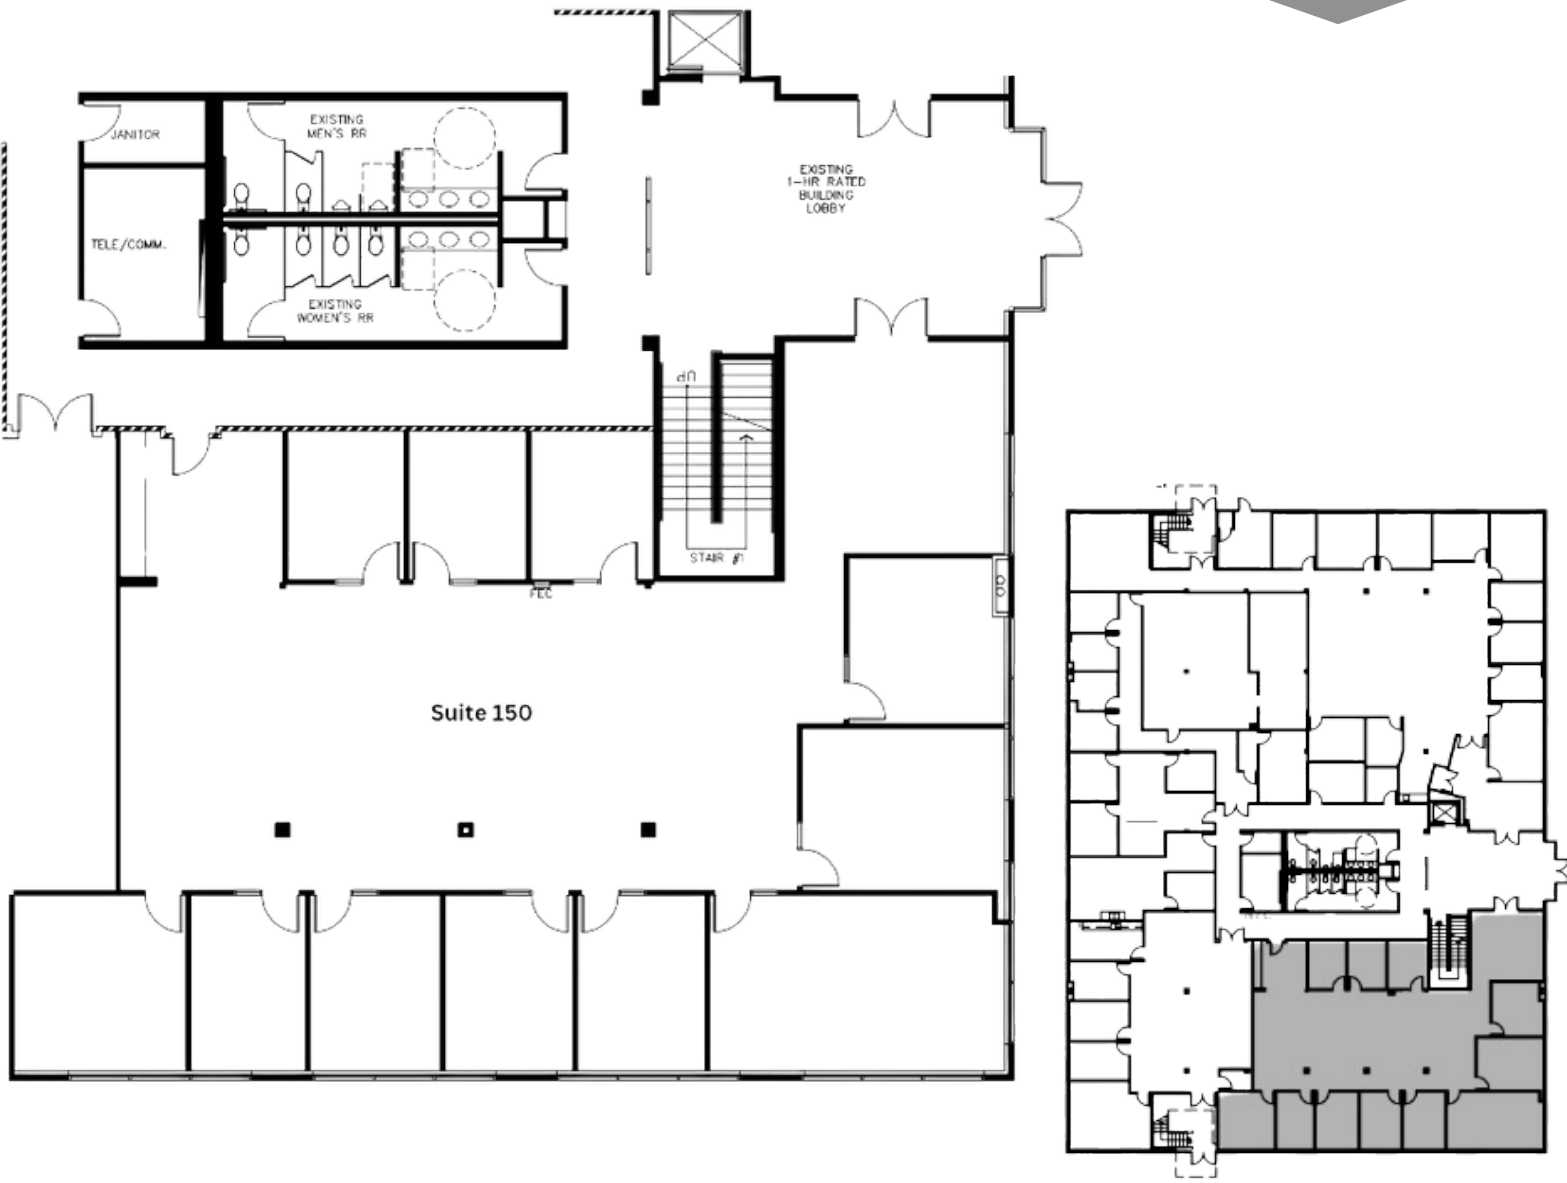 JANITOR
EXISTING
MEN'S RR
TELE/COMM.
EXISTING
WOMEN'S RR
EXISTING
1-HR RATED
BUILDING
LOBBY
UP
STAIR #1
FEC
Suite 150